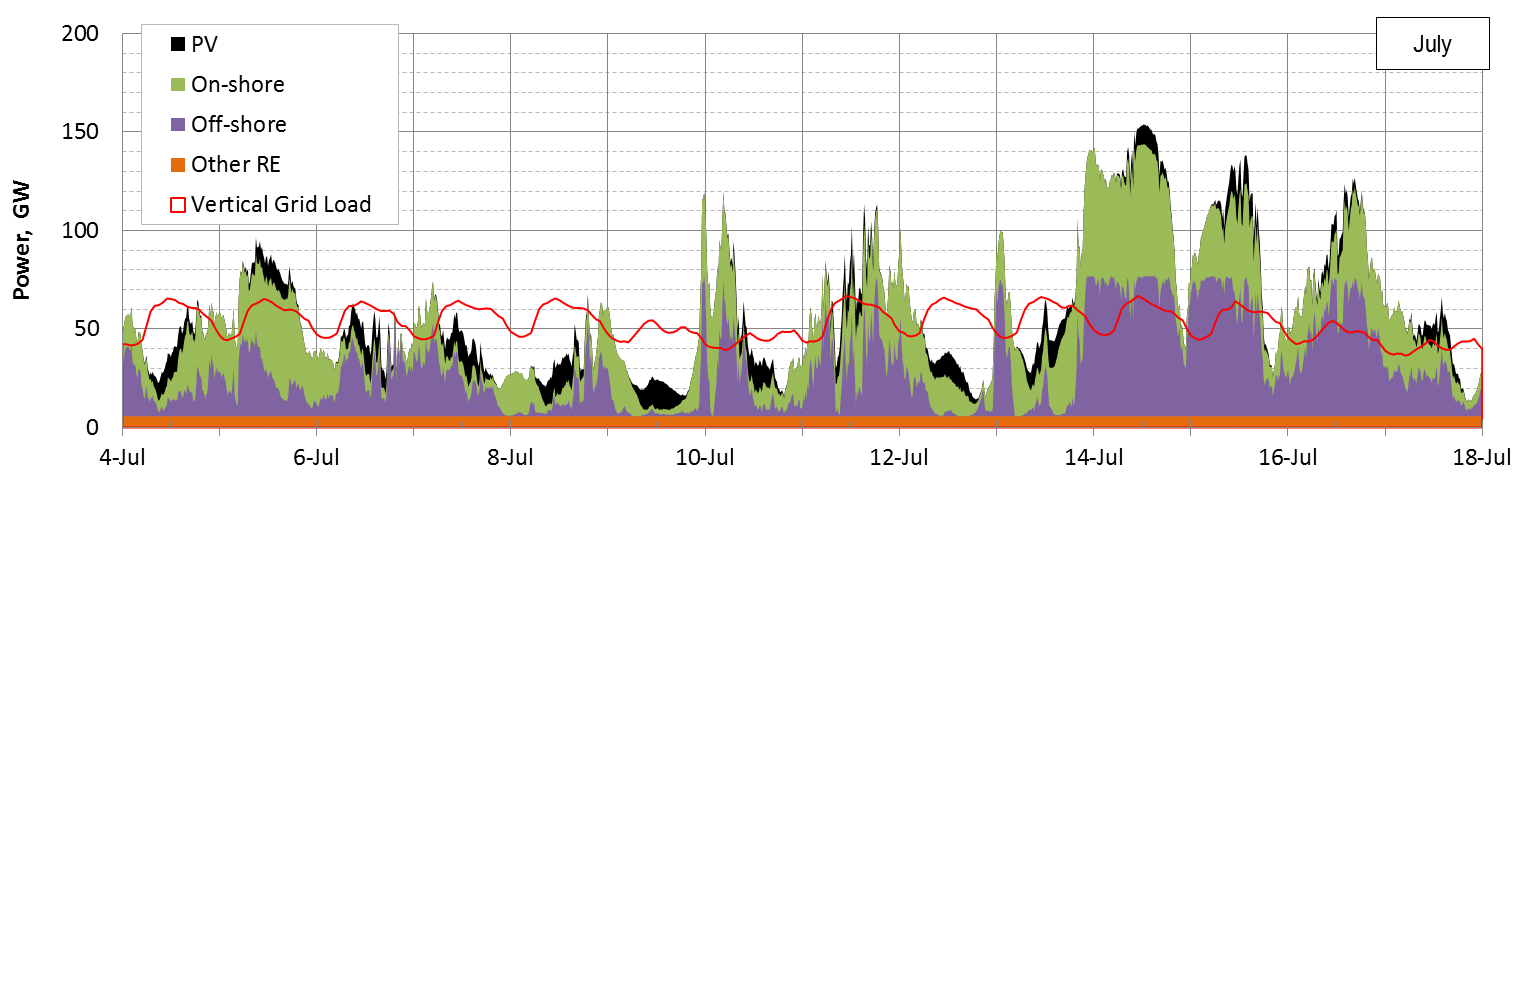 July
PV
On-shore
Off-shore
Other RE
Vertical Grid Load
Power, GW
200
150
100
50
0
4-Jul 6-Jul 8-Jul 10-Jul 12-Jul 14-Jul 16-Jul 18-Jul